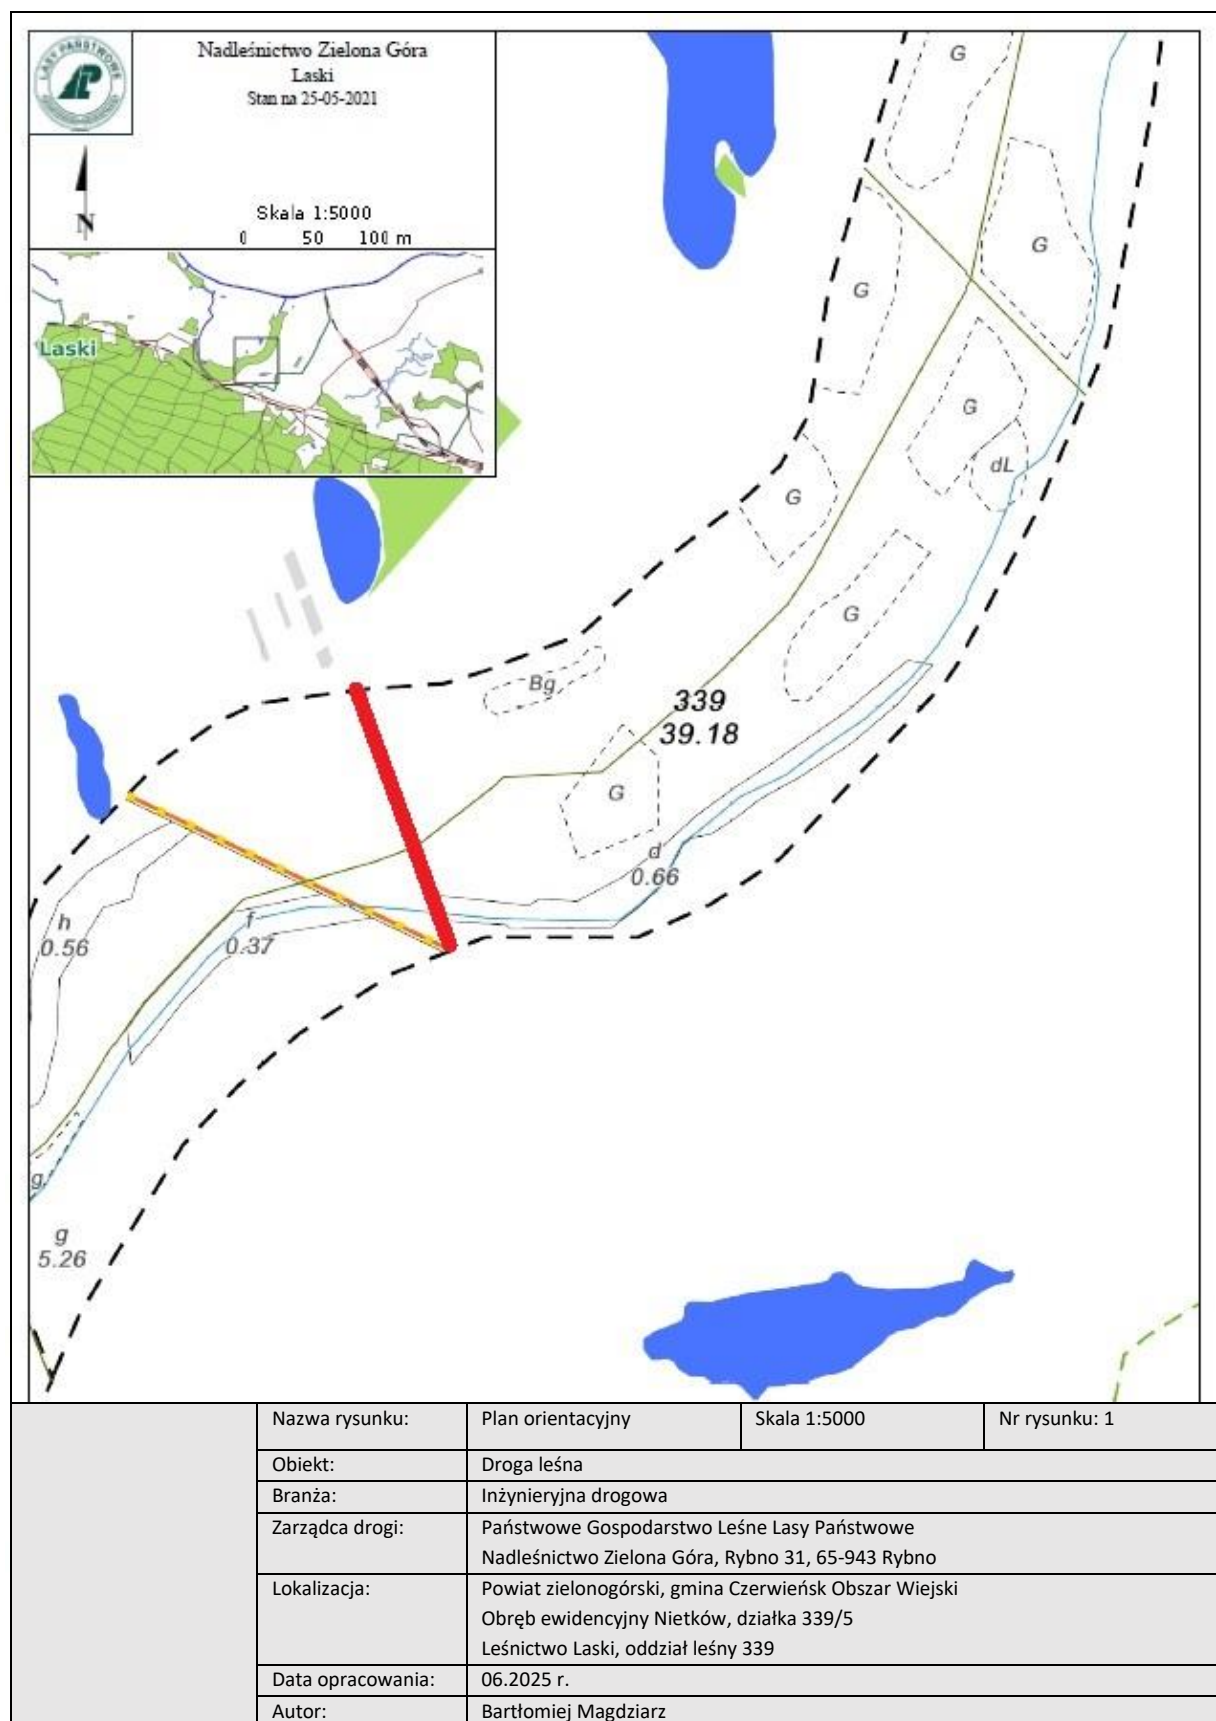 LASY PAŃSTWOWE
Nadleśnictwo Zielona Góra
Laski
Stan na 25-05-2021
N
Skala 1:5000
0 50 100 m
Laski
G
G
G
G
dL
G
G
Bg
339
39.18
G
d
0.66
h
0.56
f
0.37
g
g
5.26
Nazwa rysunku: Plan orientacyjny Skala 1:5000 Nr rysunku: 1
Obiekt: Droga leśna
Branża: Inżynieryjna drogowa
Zarządca drogi: Państwowe Gospodarstwo Leśne Lasy Państwowe
Nadleśnictwo Zielona Góra, Rybno 31, 65-943 Rybno
Lokalizacja: Powiat zielonogórski, gmina Czerwieńsk Obszar Wiejski
Obręb ewidencyjny Nietków, działka 339/5
Leśnictwo Laski, oddział leśny 339
Data opracowania: 06.2025 r.
Autor: Bartłomiej Magdziarz